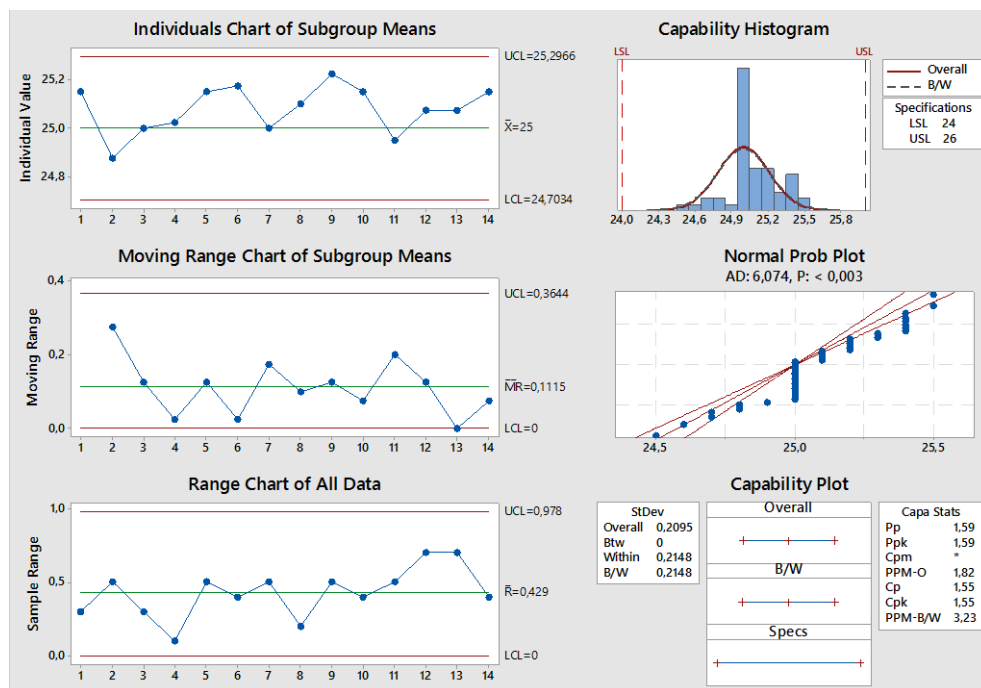 Individuals Chart of Subgroup Means
Individual Value
25,2
25,0
24,8
UCL=25,2966
X̄=25
LCL=24,7034
1 2 3 4 5 6 7 8 9 10 11 12 13 14
Moving Range Chart of Subgroup Means
Moving Range
0,4
0,2
0,0
UCL=0,3644
M̄R̄=0,1115
LCL=0
1 2 3 4 5 6 7 8 9 10 11 12 13 14
Range Chart of All Data
Sample Range
1,0
0,5
0,0
UCL=0,978
R̄=0,429
LCL=0
1 2 3 4 5 6 7 8 9 10 11 12 13 14
Capability Histogram
LSL USL
24,0 24,3 24,6 24,9 25,2 25,5 25,8
Overall
B/W
Specifications
LSL 24
USL 26
Normal Prob Plot
AD: 6,074, P: < 0,003
24,5 25,0 25,5
Capability Plot
StDev
Overall 0,2095
Btw 0
Within 0,2148
B/W 0,2148
Overall
B/W
Specs
Capa Stats
Pp 1,59
Ppk 1,59
Cpm *
PPM-O 1,82
Cp 1,55
Cpk 1,55
PPM-B/W 3,23